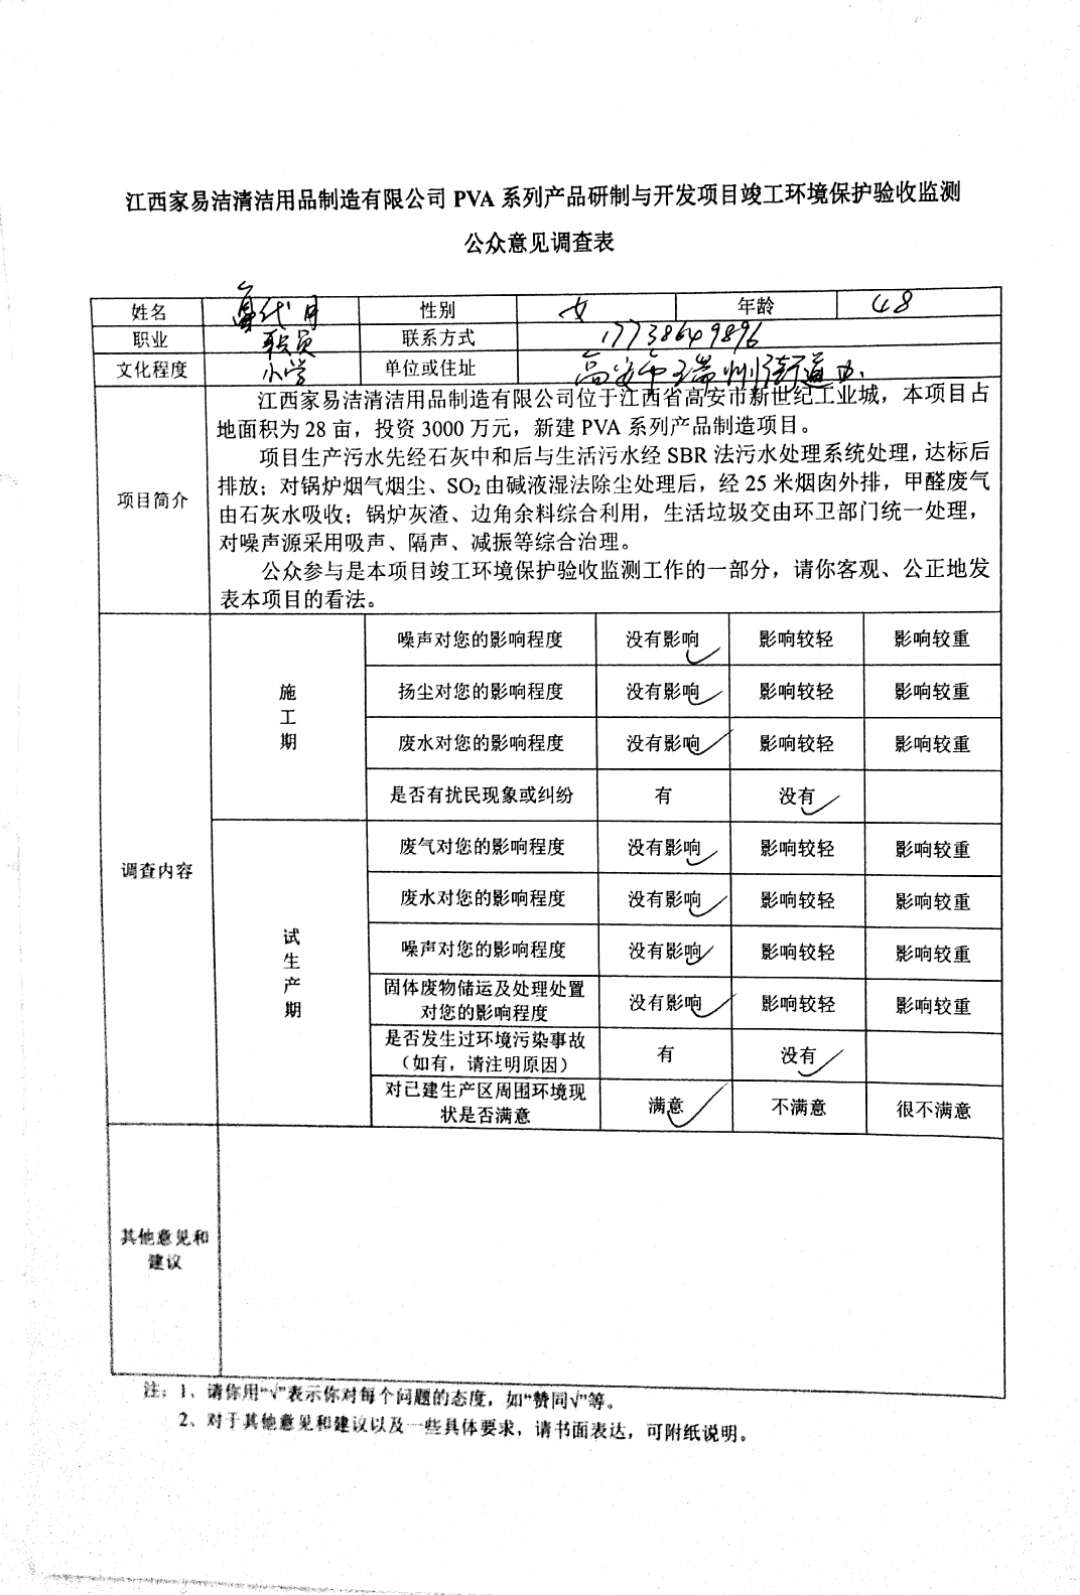 江西家易洁清洁用品制造有限公司 PVA 系列产品研制与开发项目竣工环境保护验收监测
公众意见调查表
姓名 代月 性别 女 年龄 48
职业 职员 联系方式 17738649896
文化程度 小学 单位或住址 高安市瑞州街道办
项目简介
江西家易洁清洁用品制造有限公司位于江西省高安市新世纪工业城，本项目占
地面积为 28 亩，投资 3000 万元，新建 PVA 系列产品制造项目。
项目生产污水先经石灰中和后与生活污水经 SBR 法污水处理系统处理，达标后
排放；对锅炉烟气烟尘、SO₂由碱液湿法除尘处理后，经 25 米烟囱外排，甲醛废气
由石灰水吸收；锅炉灰渣、边角余料综合利用，生活垃圾交由环卫部门统一处理，
对噪声源采用吸声、隔声、减振等综合治理。
公众参与是本项目竣工环境保护验收监测工作的一部分，请你客观、公正地发
表本项目的看法。
调查内容
施工期
噪声对您的影响程度 没有影响✓ 影响较轻 影响较重
扬尘对您的影响程度 没有影响✓ 影响较轻 影响较重
废水对您的影响程度 没有影响✓ 影响较轻 影响较重
是否有扰民现象或纠纷 有 没有✓
试生产期
废气对您的影响程度 没有影响✓ 影响较轻 影响较重
废水对您的影响程度 没有影响✓ 影响较轻 影响较重
噪声对您的影响程度 没有影响✓ 影响较轻 影响较重
固体废物储运及处理处置
对您的影响程度 没有影响✓ 影响较轻 影响较重
是否发生过环境污染事故
（如有，请注明原因） 有 没有✓
对已建生产区周围环境现
状是否满意 满意✓ 不满意 很不满意
其他意见和
建议
注：1、请你用“√”表示你对每个问题的态度，如“赞同√”等。
2、对于其他意见和建议以及一些具体要求，请书面表达，可附纸说明。